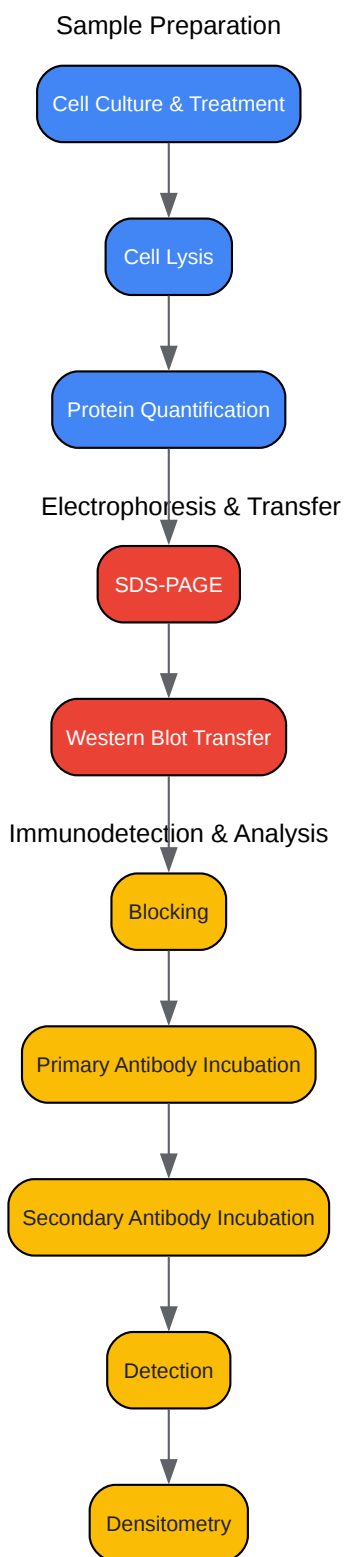 Sample Preparation
Cell Culture & Treatment
Cell Lysis
Protein Quantification
Electrophoresis & Transfer
SDS-PAGE
Western Blot Transfer
Immunodetection & Analysis
Blocking
Primary Antibody Incubation
Secondary Antibody Incubation
Detection
Densitometry